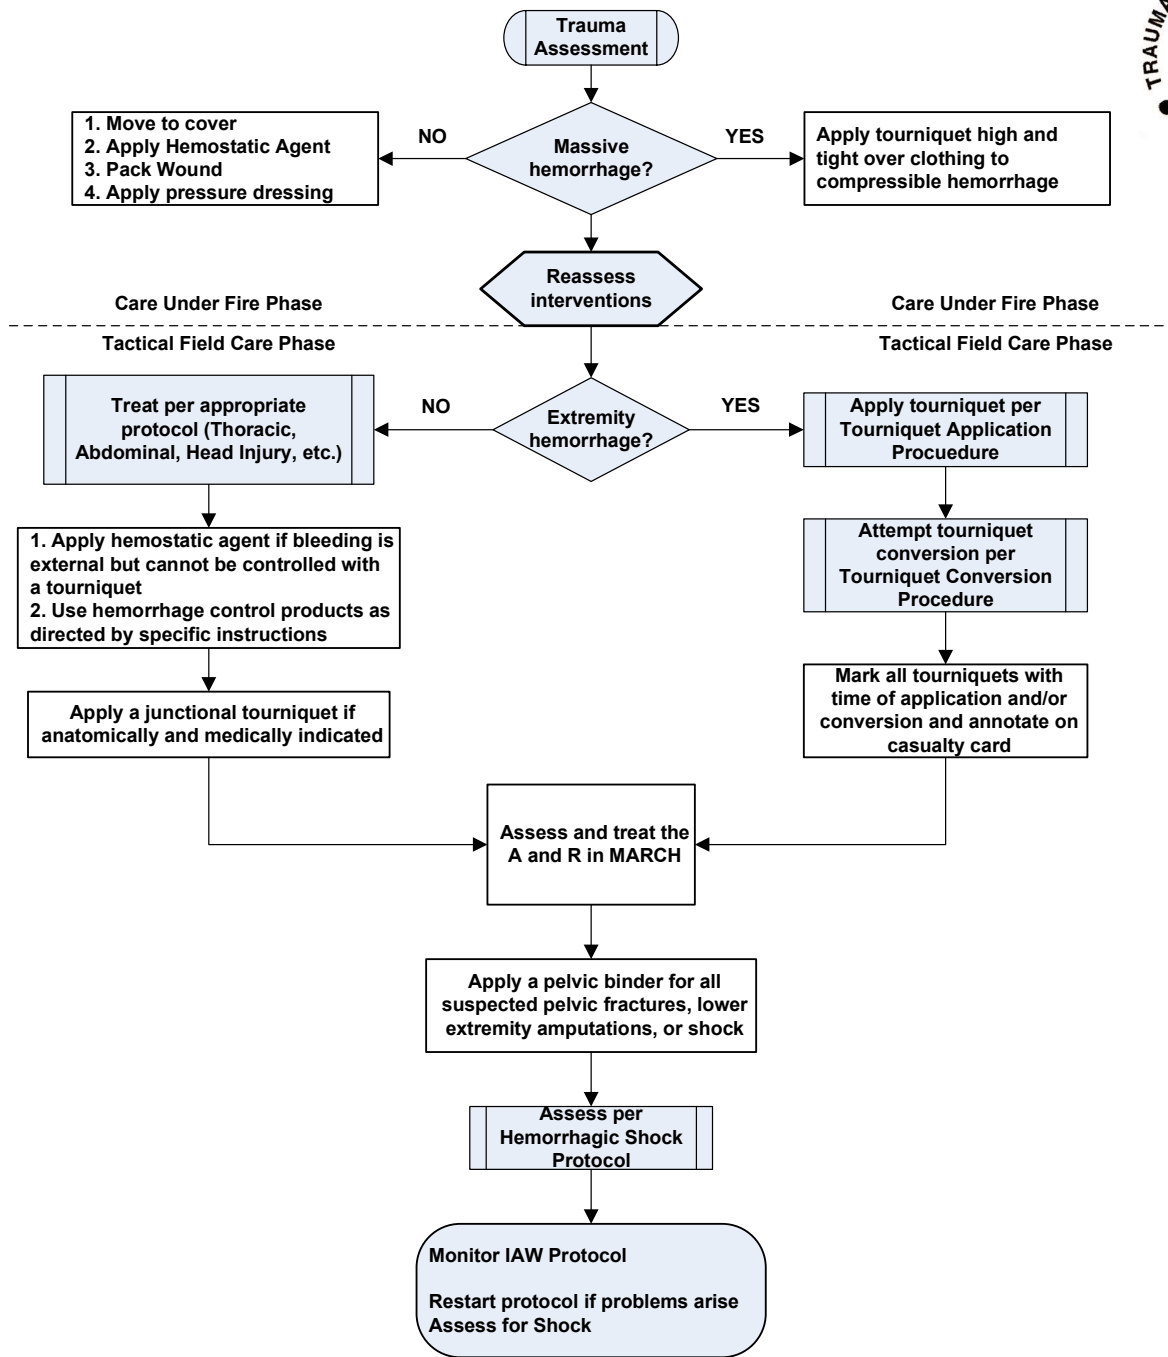 TRAUMA
Trauma
Assessment
1. Move to cover
2. Apply Hemostatic Agent
3. Pack Wound
4. Apply pressure dressing
NO
Massive
hemorrhage?
YES
Apply tourniquet high and
tight over clothing to
compressible hemorrhage
Reassess
interventions
Care Under Fire Phase
Care Under Fire Phase
Tactical Field Care Phase
Tactical Field Care Phase
Treat per appropriate
protocol (Thoracic,
Abdominal, Head Injury, etc.)
NO
Extremity
hemorrhage?
YES
Apply tourniquet per
Tourniquet Application
Procuedure
1. Apply hemostatic agent if bleeding is
external but cannot be controlled with
a tourniquet
2. Use hemorrhage control products as
directed by specific instructions
Attempt tourniquet
conversion per
Tourniquet Conversion
Procedure
Apply a junctional tourniquet if
anatomically and medically indicated
Mark all tourniquets with
time of application and/or
conversion and annotate on
casualty card
Assess and treat the
A and R in MARCH
Apply a pelvic binder for all
suspected pelvic fractures, lower
extremity amputations, or shock
Assess per
Hemorrhagic Shock
Protocol
Monitor IAW Protocol
Restart protocol if problems arise
Assess for Shock